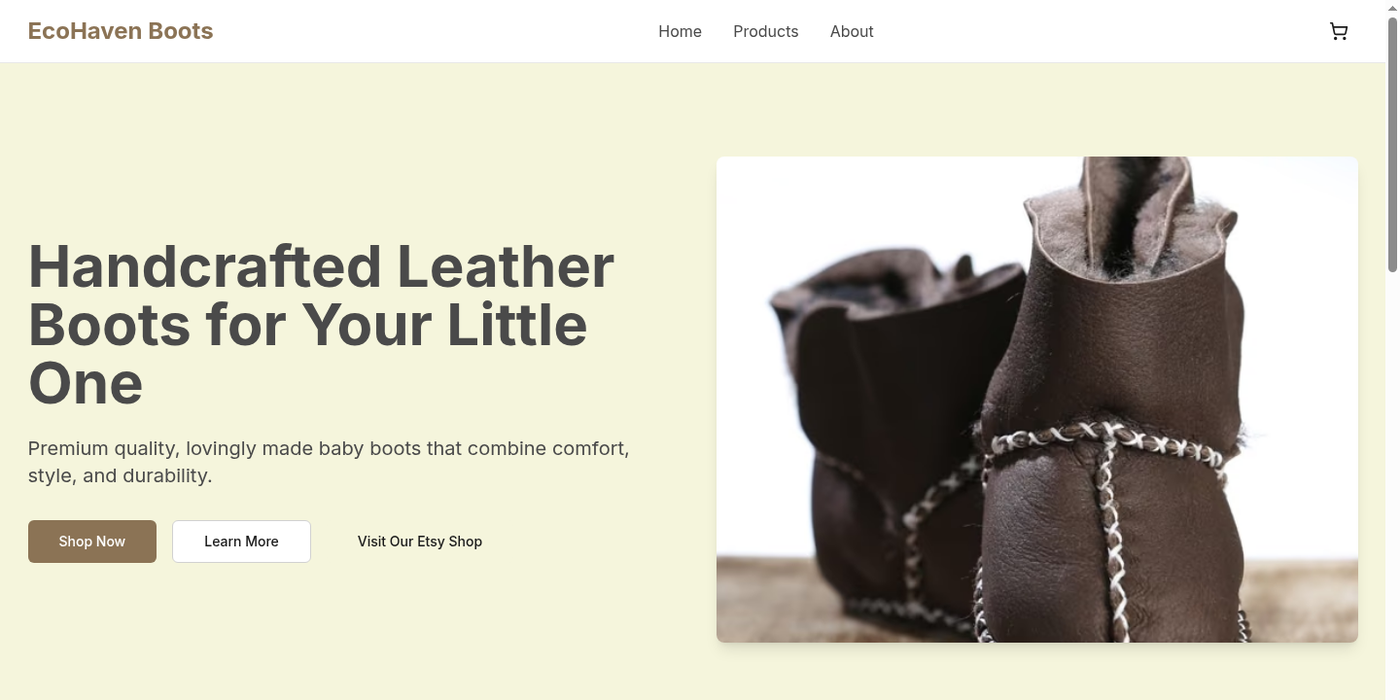 EcoHaven Boots
Home
Products
About
Handcrafted Leather
Boots for Your Little
One
Premium quality, lovingly made baby boots that combine comfort,
style, and durability.
Shop Now
Learn More
Visit Our Etsy Shop